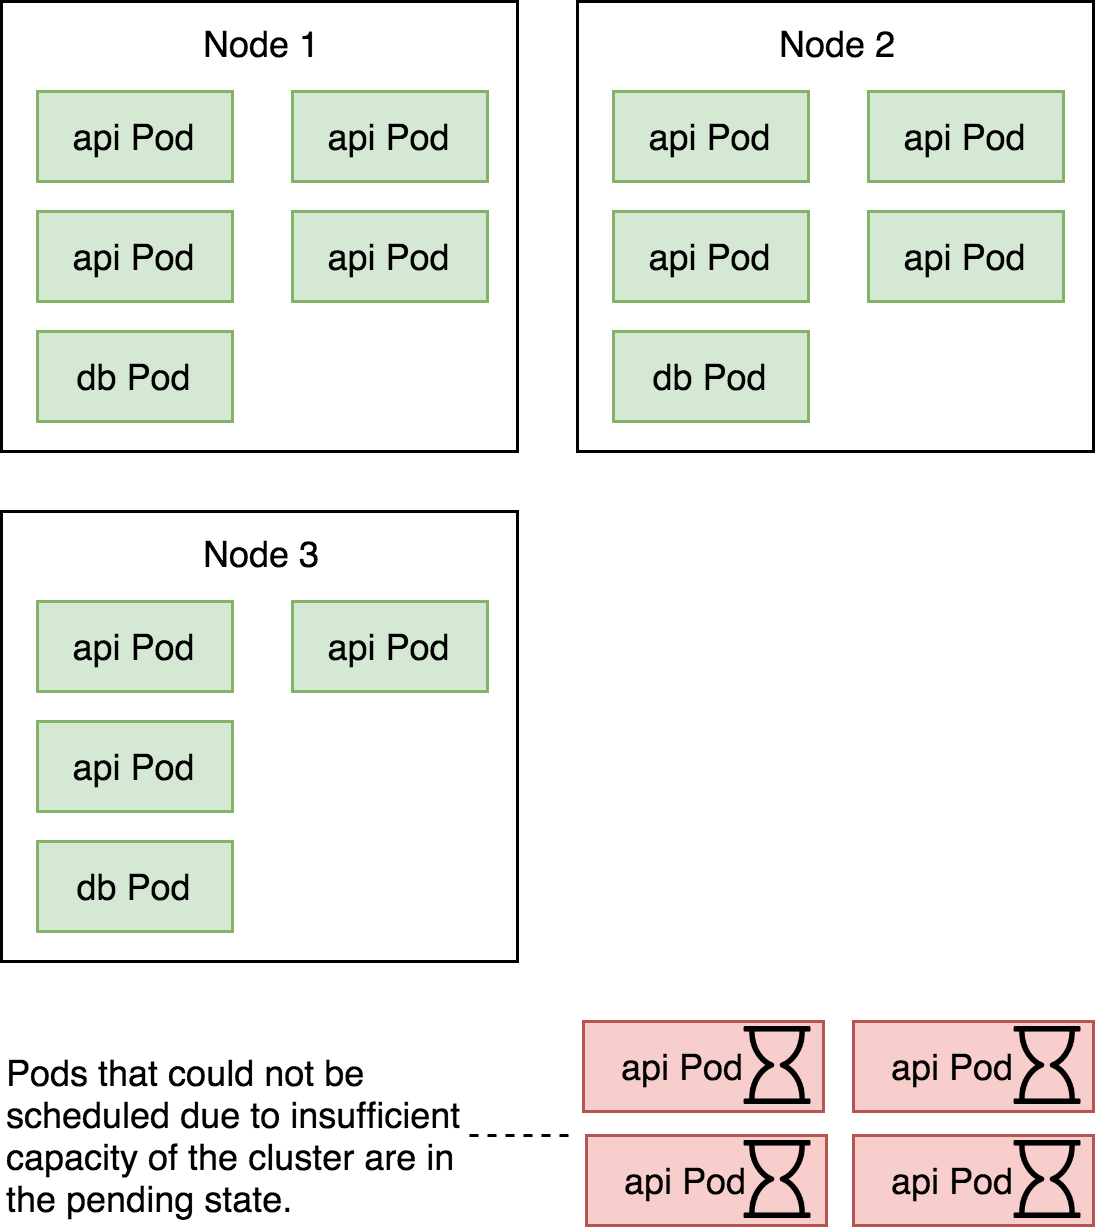 Node 1
api Pod
api Pod
api Pod
api Pod
db Pod
Node 2
api Pod
api Pod
api Pod
api Pod
db Pod
Node 3
api Pod
api Pod
api Pod
db Pod
Pods that could not be
scheduled due to insufficient
capacity of the cluster are in
the pending state.
api Pod
api Pod
api Pod
api Pod